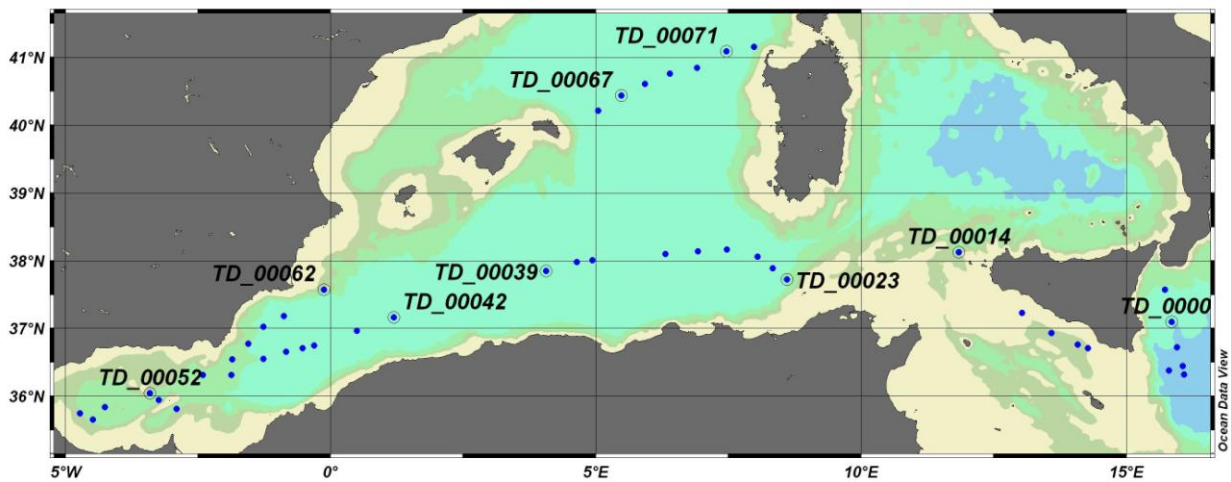 41°N
TD_00071
TD_00067
40°N
39°N
38°N
TD_00062
TD_00039
TD_00014
TD_00023
TD_0000
37°N
TD_00042
36°N
TD_00052
5°W
0°
5°E
10°E
15°E
Ocean Data View